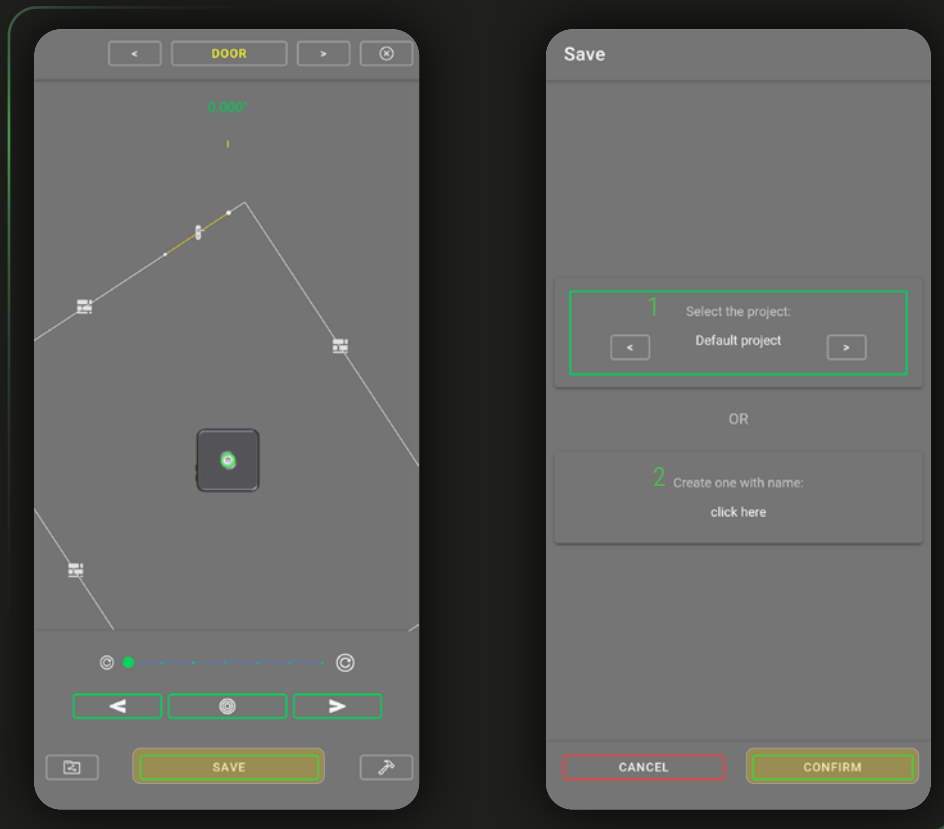 < DOOR >
0.000°
SAVE
Save
1 Select the project:
< Default project >
OR
2 Create one with name:
click here
CANCEL CONFIRM